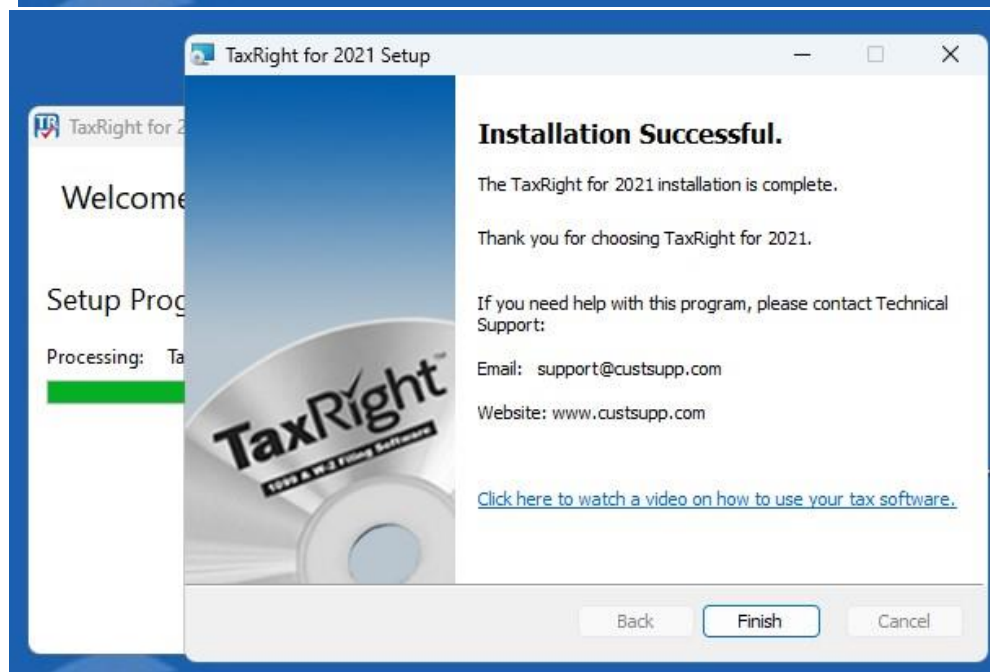 TaxRight for 2021 Setup
TaxRight for 2
Welcome
Setup Prog
Processing: Ta
TaxRight™
1099 & W-2 Filing Software
Installation Successful.
The TaxRight for 2021 installation is complete.
Thank you for choosing TaxRight for 2021.
If you need help with this program, please contact Technical
Support:
Email: support@custsupp.com
Website: www.custsupp.com
Click here to watch a video on how to use your tax software.
Back
Finish
Cancel